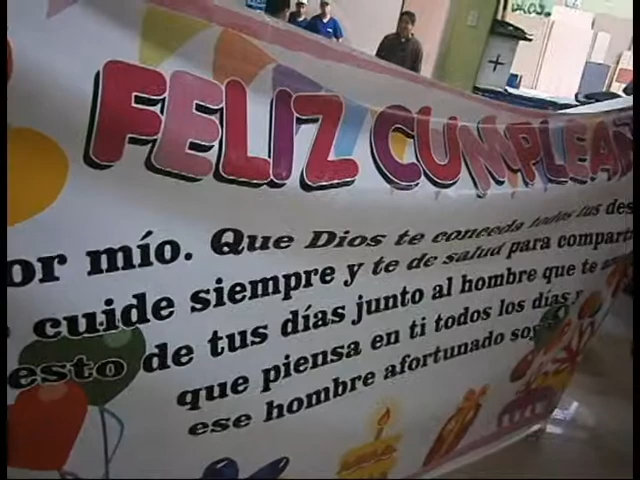 FELIZ CUMPLEA
or mío. Que Dios te conceda todos tus des
cuide siempre y te de salud para compart
esto de tus días junto al hombre que te
que piensa en ti todos los días y
ese hombre afortunado soy